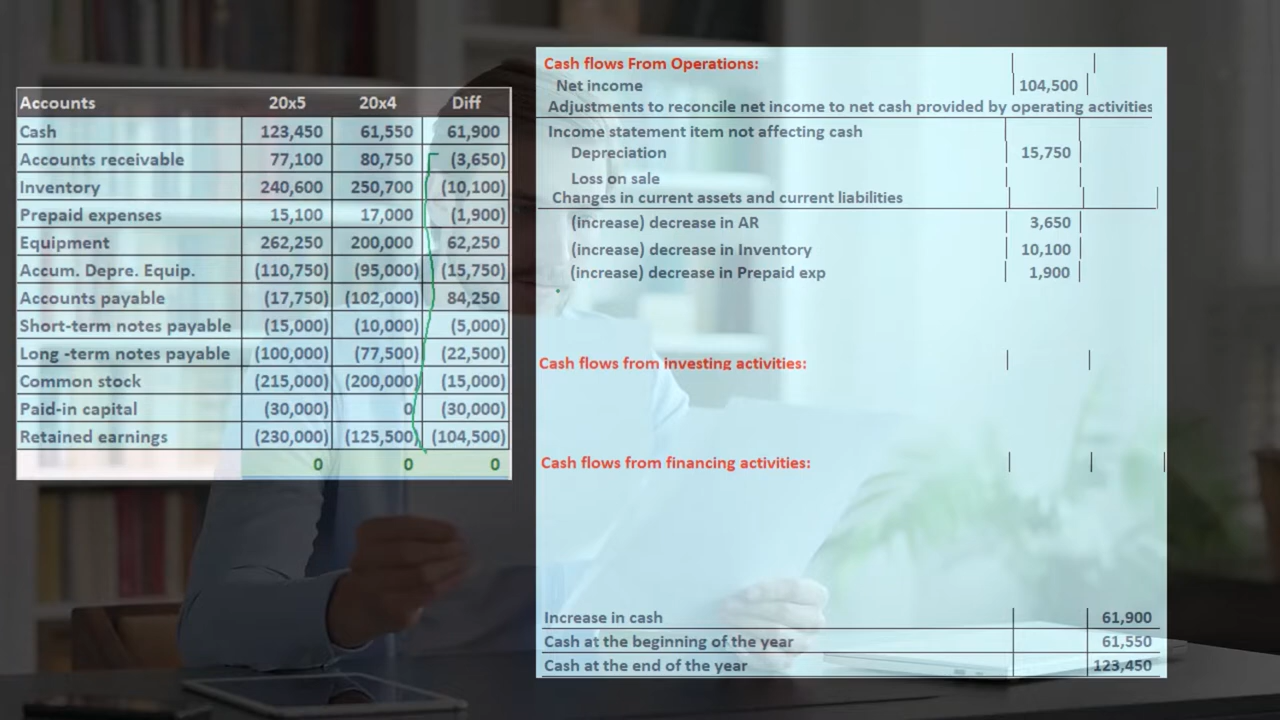 Accounts 20x5 20x4 Diff
Cash 123,450 61,550 61,900
Accounts receivable 77,100 80,750 (3,650)
Inventory 240,600 250,700 (10,100)
Prepaid expenses 15,100 17,000 (1,900)
Equipment 262,250 200,000 62,250
Accum. Depre. Equip. (110,750) (95,000) (15,750)
Accounts payable (17,750) (102,000) 84,250
Short-term notes payable (15,000) (10,000) (5,000)
Long -term notes payable (100,000) (77,500) (22,500)
Common stock (215,000) (200,000) (15,000)
Paid-in capital (30,000) 0 (30,000)
Retained earnings (230,000) (125,500) (104,500)
0 0 0
Cash flows From Operations:
Net income 104,500
Adjustments to reconcile net income to net cash provided by operating activities
Income statement item not affecting cash
Depreciation 15,750
Loss on sale
Changes in current assets and current liabilities
(increase) decrease in AR 3,650
(increase) decrease in Inventory 10,100
(increase) decrease in Prepaid exp 1,900
Cash flows from investing activities:
Cash flows from financing activities:
Increase in cash 61,900
Cash at the beginning of the year 61,550
Cash at the end of the year 123,450